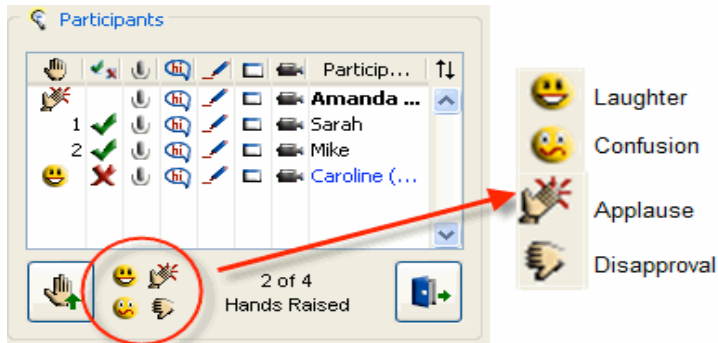 Participants
Particip...
Amanda ...
1 Sarah
2 Mike
Caroline (...
2 of 4
Hands Raised
Laughter
Confusion
Applause
Disapproval